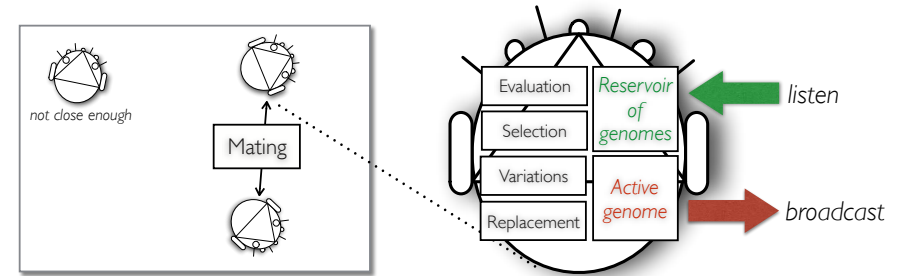 not close enough
Mating
Evaluation
Selection
Variations
Replacement
Reservoir
of
genomes
Active
genome
listen
broadcast